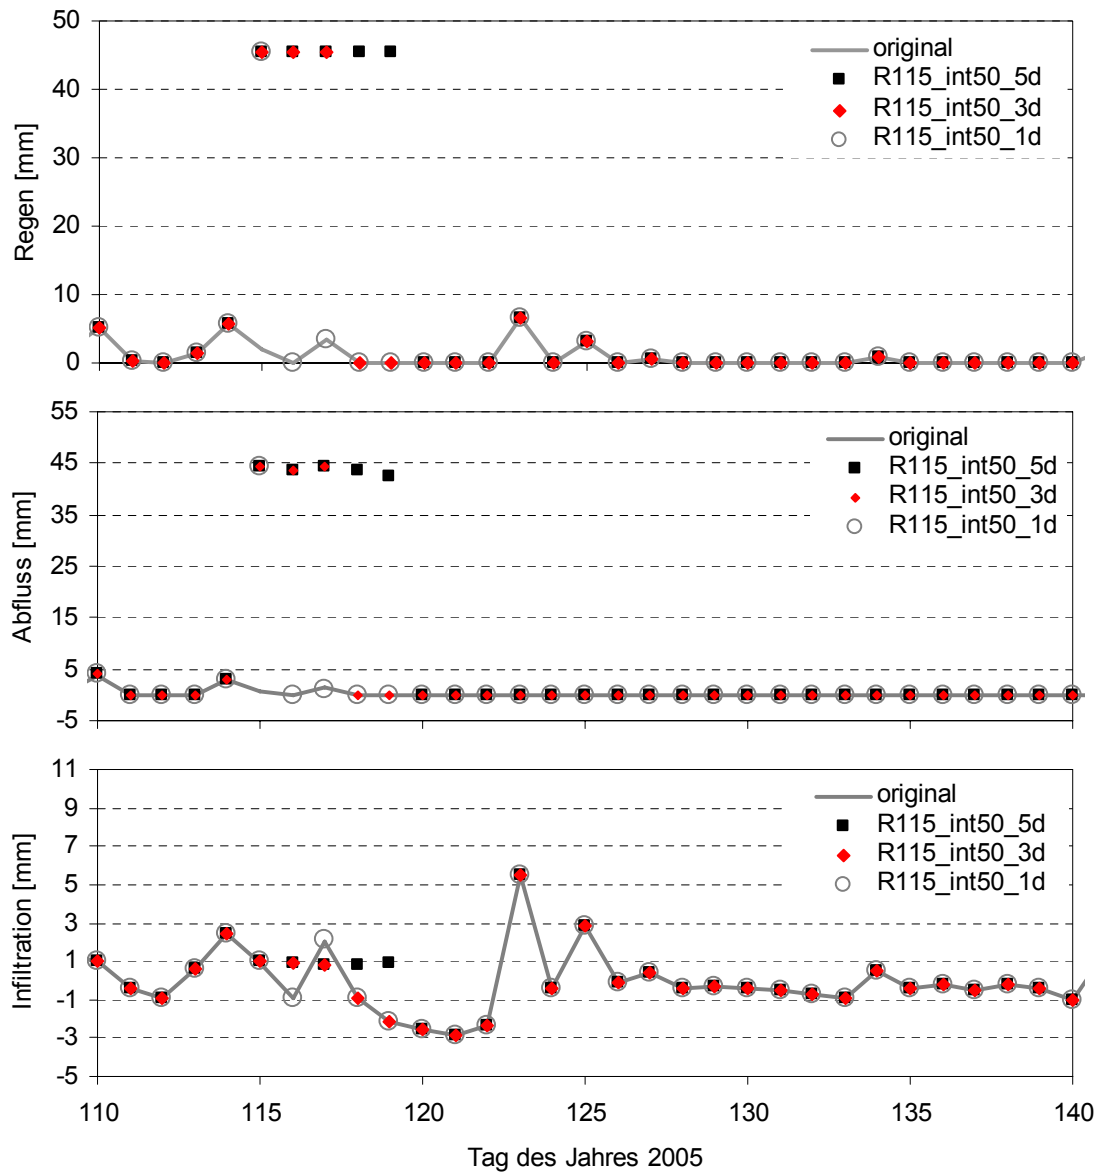 50
40
30
20
10
0
Regen [mm]
original
R115_int50_5d
R115_int50_3d
R115_int50_1d
55
45
35
25
15
5
-5
Abfluss [mm]
original
R115_int50_5d
R115_int50_3d
R115_int50_1d
11
9
7
5
3
1
-1
-3
-5
Infiltration [mm]
original
R115_int50_5d
R115_int50_3d
R115_int50_1d
110 115 120 125 130 135 140
Tag des Jahres 2005